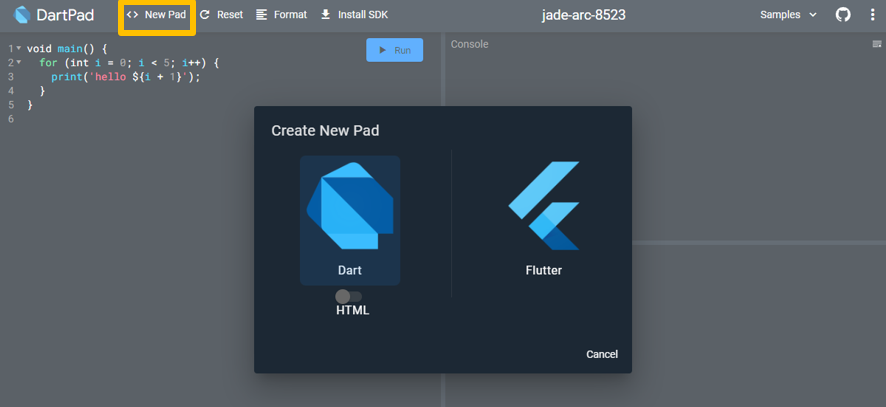 DartPad
<> New Pad
Reset
Format
Install SDK
jade-arc-8523
Samples
1 void main() {
2   for (int i = 0; i < 5; i++) {
3     print('hello ${i + 1}');
4   }
5 }
6
Run
Console
Create New Pad
Dart
Flutter
HTML
Cancel